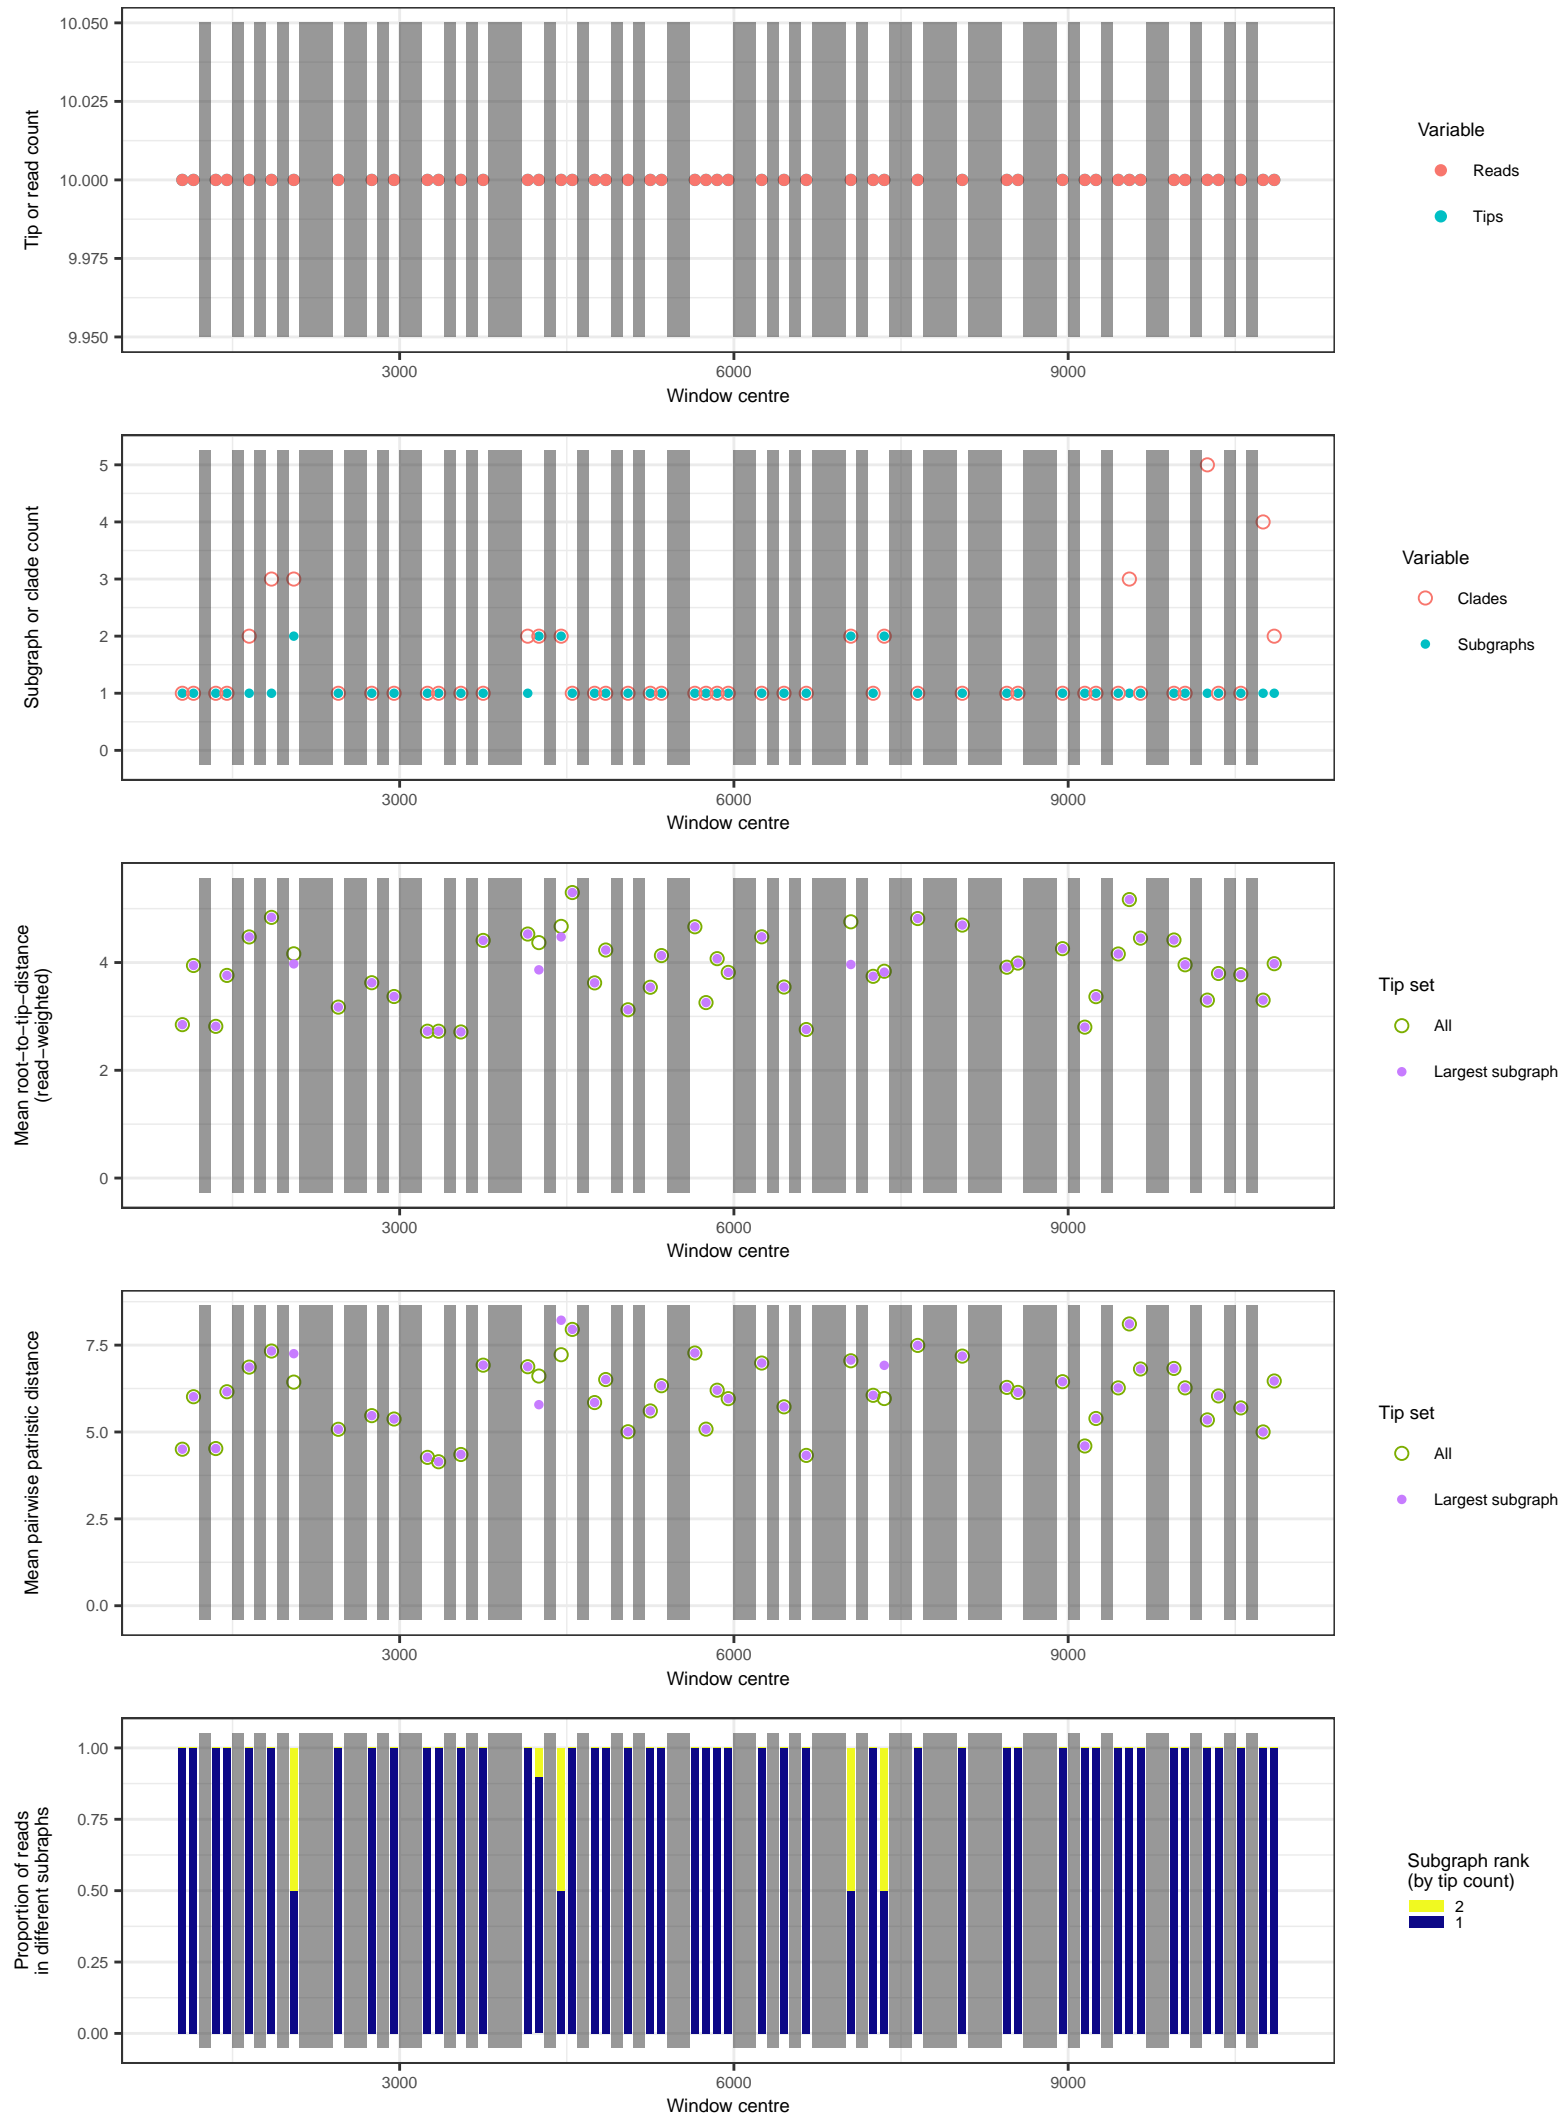 10.050
10.025
10.000
9.975
9.950
Tip or read count
3000 6000 9000
Window centre
Variable
Reads
Tips
5
4
3
2
1
0
Subgraph or clade count
3000 6000 9000
Window centre
Variable
Clades
Subgraphs
4
2
0
Mean root−to−tip−distance
(read−weighted)
3000 6000 9000
Window centre
Tip set
All
Largest subgraph
7.5
5.0
2.5
0.0
Mean pairwise patristic distance
3000 6000 9000
Window centre
Tip set
All
Largest subgraph
1.00
0.75
0.50
0.25
0.00
Proportion of reads
in different subraphs
3000 6000 9000
Window centre
Subgraph rank
(by tip count)
2
1